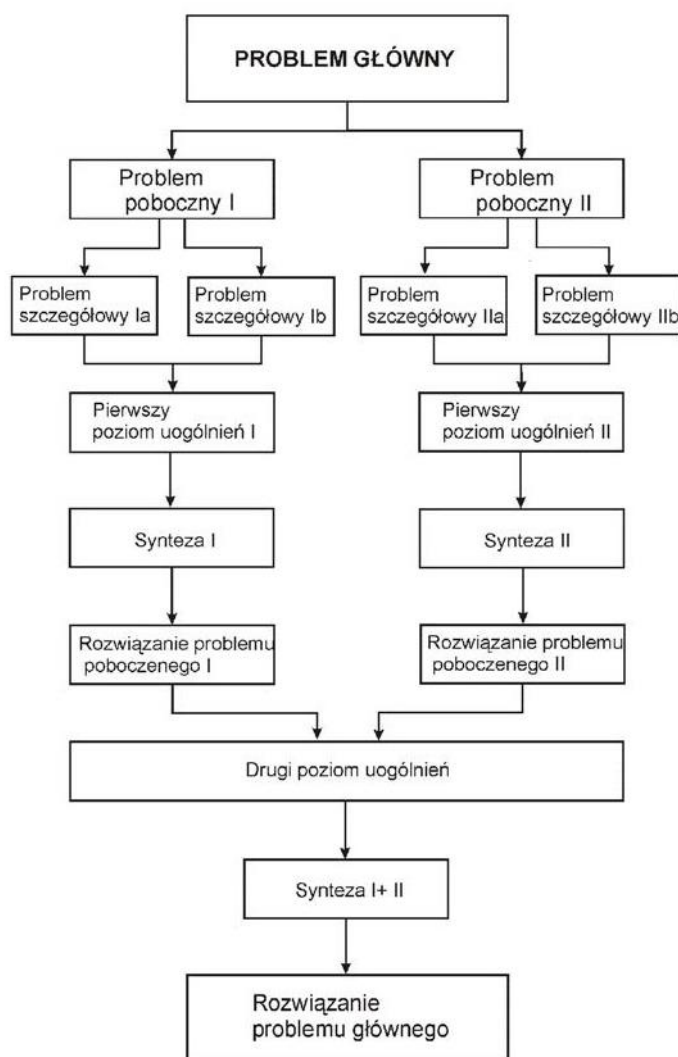 PROBLEM GŁÓWNY
Problem
poboczny I
Problem
poboczny II
Problem
szczegółowy Ia
Problem
szczegółowy Ib
Problem
szczegółowy IIa
Problem
szczegółowy IIb
Pierwszy
poziom uogólnień I
Pierwszy
poziom uogólnień II
Synteza I
Synteza II
Rozwiązanie problemu
poboczenego I
Rozwiązanie problemu
poboczenego II
Drugi poziom uogólnień
Synteza I+ II
Rozwiązanie
problemu głównego